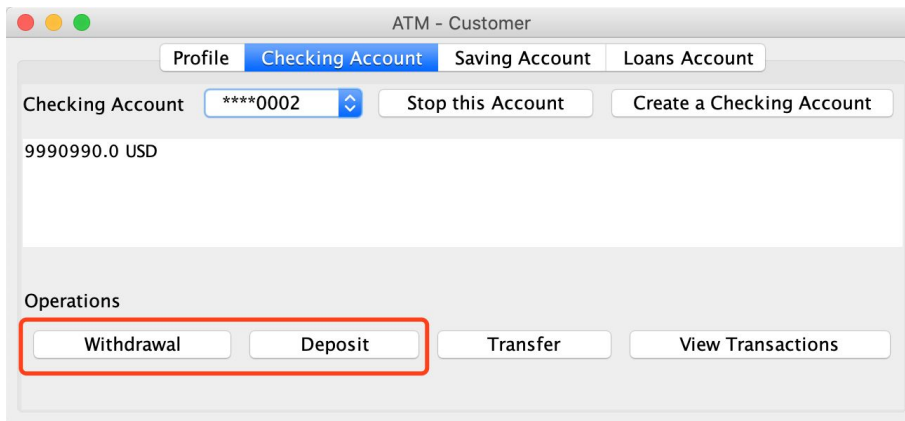 ATM - Customer
Profile Checking Account Saving Account Loans Account
Checking Account ****0002 Stop this Account Create a Checking Account
9990990.0 USD
Operations
Withdrawal Deposit Transfer View Transactions